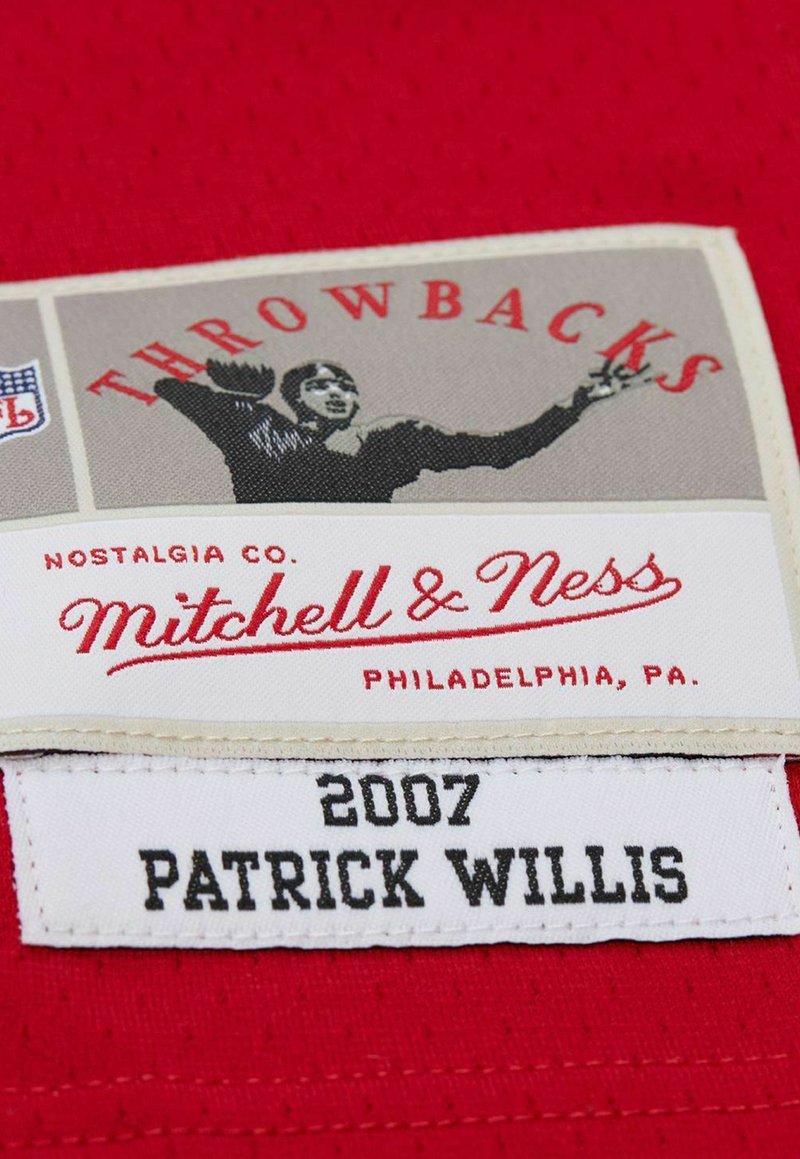 THROWBACKS
NOSTALGIA CO.
Mitchell & Ness
PHILADELPHIA, PA.
2007
PATRICK WILLIS